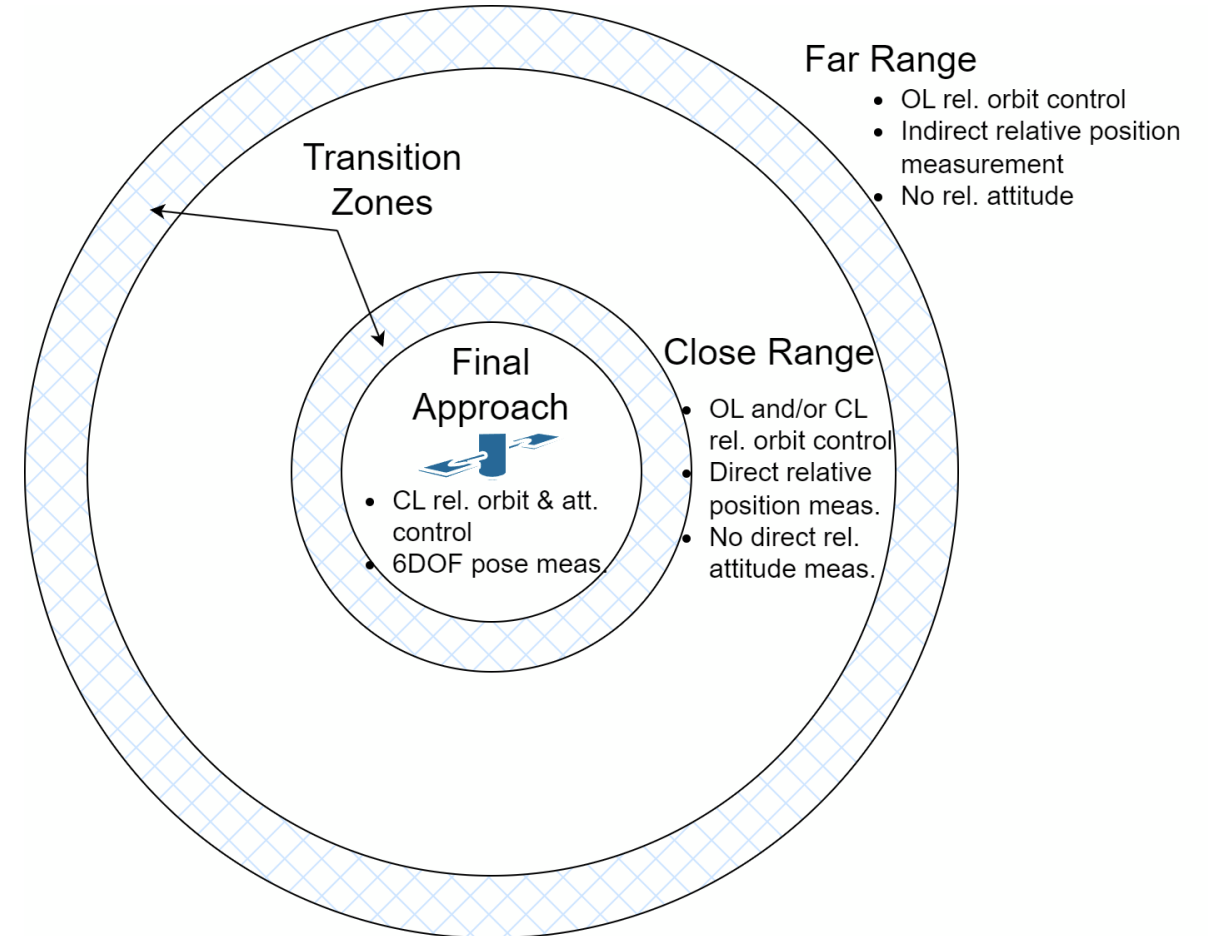 Far Range
• OL rel. orbit control
• Indirect relative position
measurement
• No rel. attitude
Transition
Zones
Close Range
• OL and/or CL
rel. orbit control
• Direct relative
position meas.
• No direct rel.
attitude meas.
Final
Approach
• CL rel. orbit & att.
control
• 6DOF pose meas.